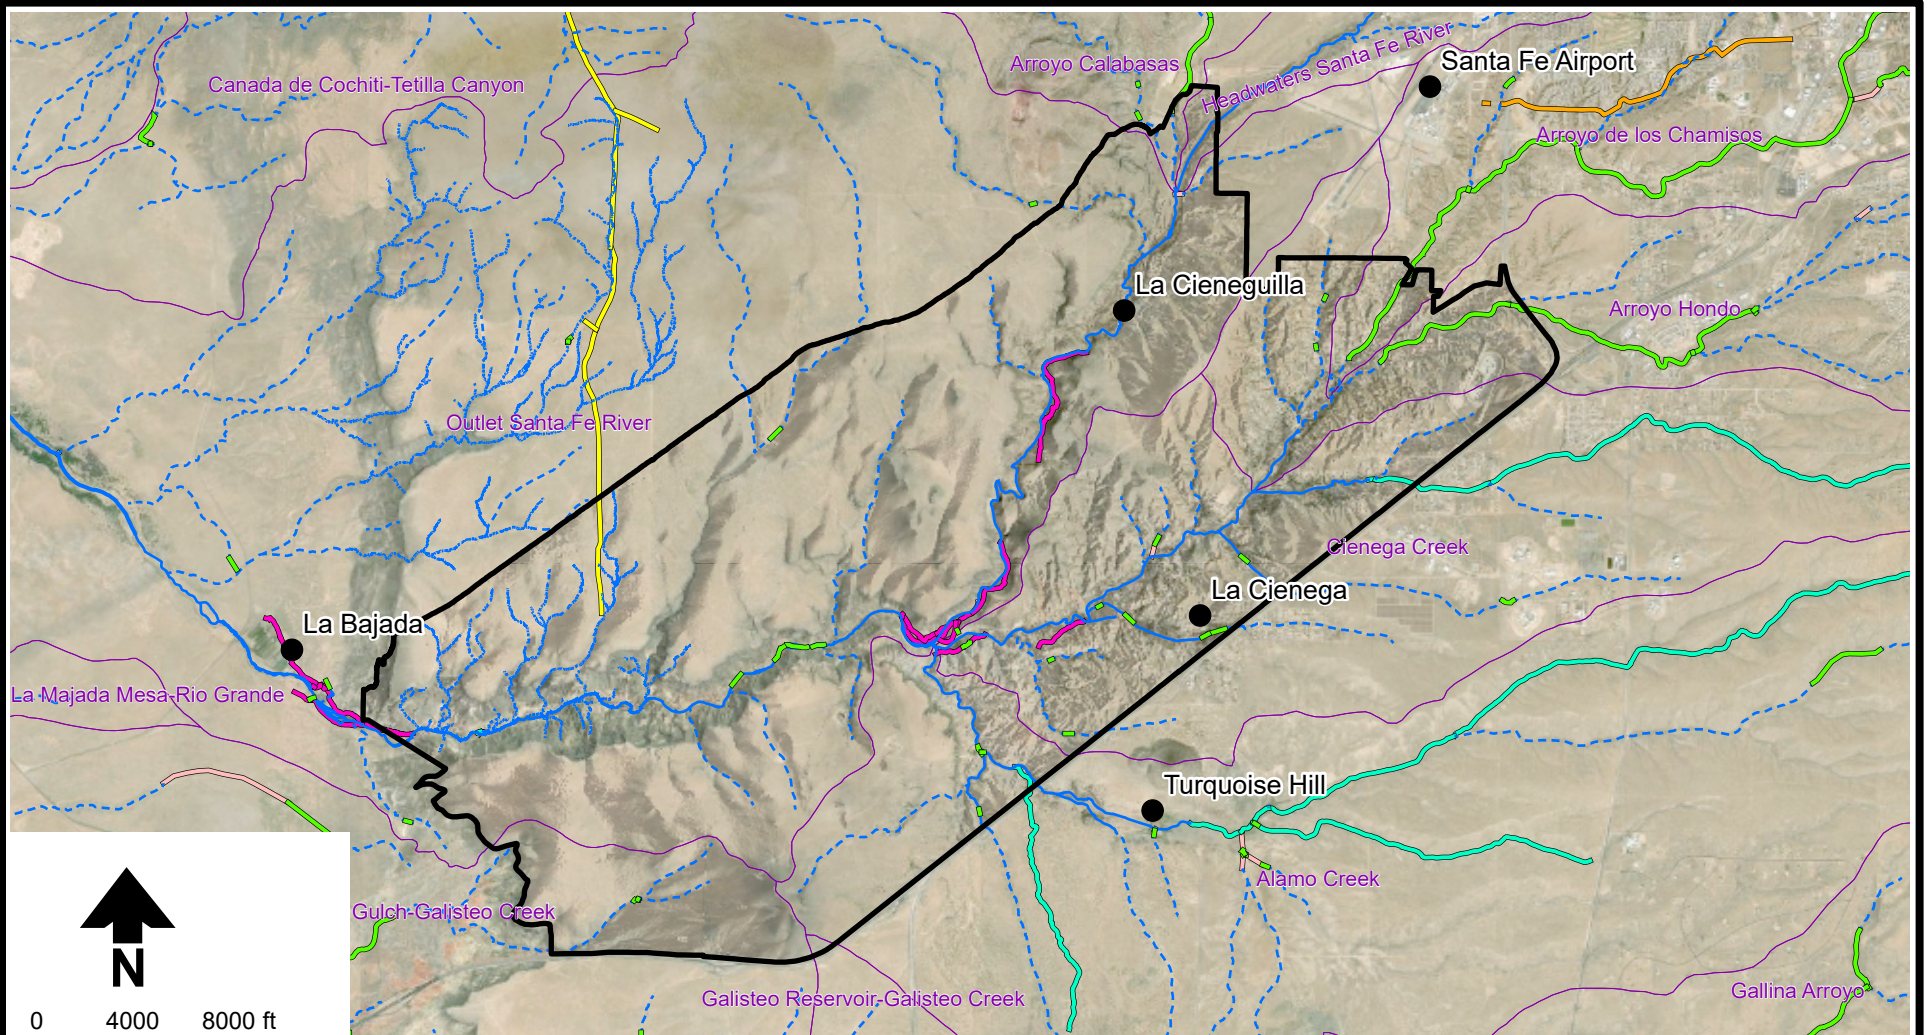 Santa Fe Airport
Headwaters Santa Fe River
Arroyo Calabasas
Canada de Cochiti-Tetilla Canyon
Arroyo de los Chamisos
La Cieneguilla
Arroyo Hondo
Outlet Santa Fe River
Cienega Creek
La Cienega
La Bajada
La Majada Mesa-Rio Grande
Turquoise Hill
Alamo Creek
Gulch-Galisteo Creek
Galisteo Reservoir-Galisteo Creek
Gallina Arroyo
N
0 4000 8000 ft